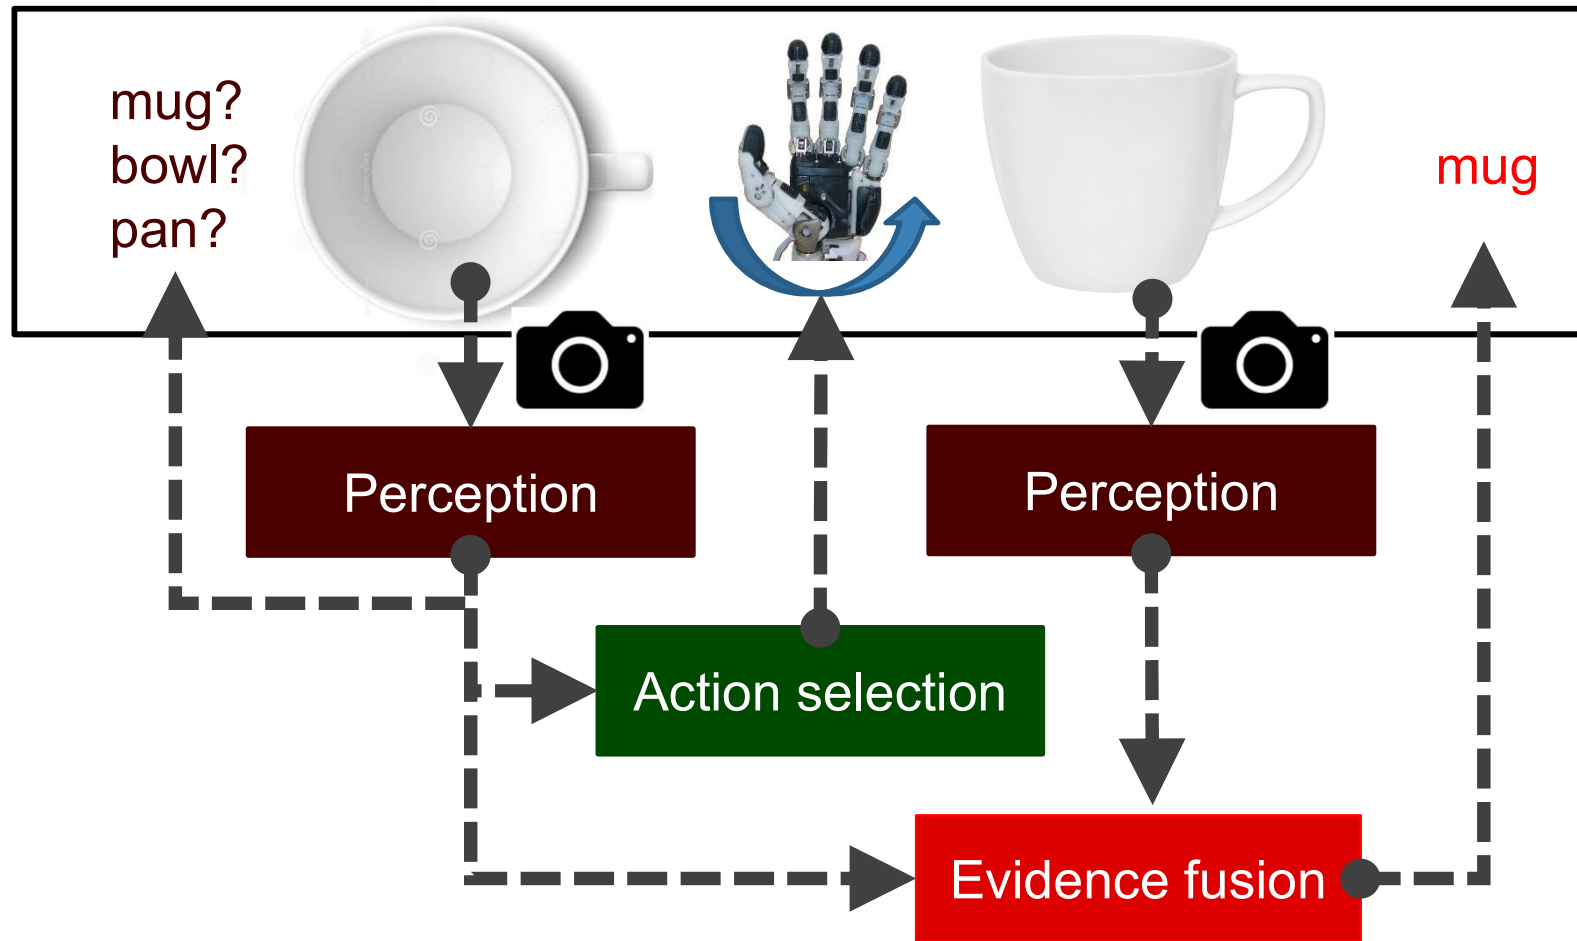 mug?
bowl?
pan?
mug
Perception
Perception
Action selection
Evidence fusion